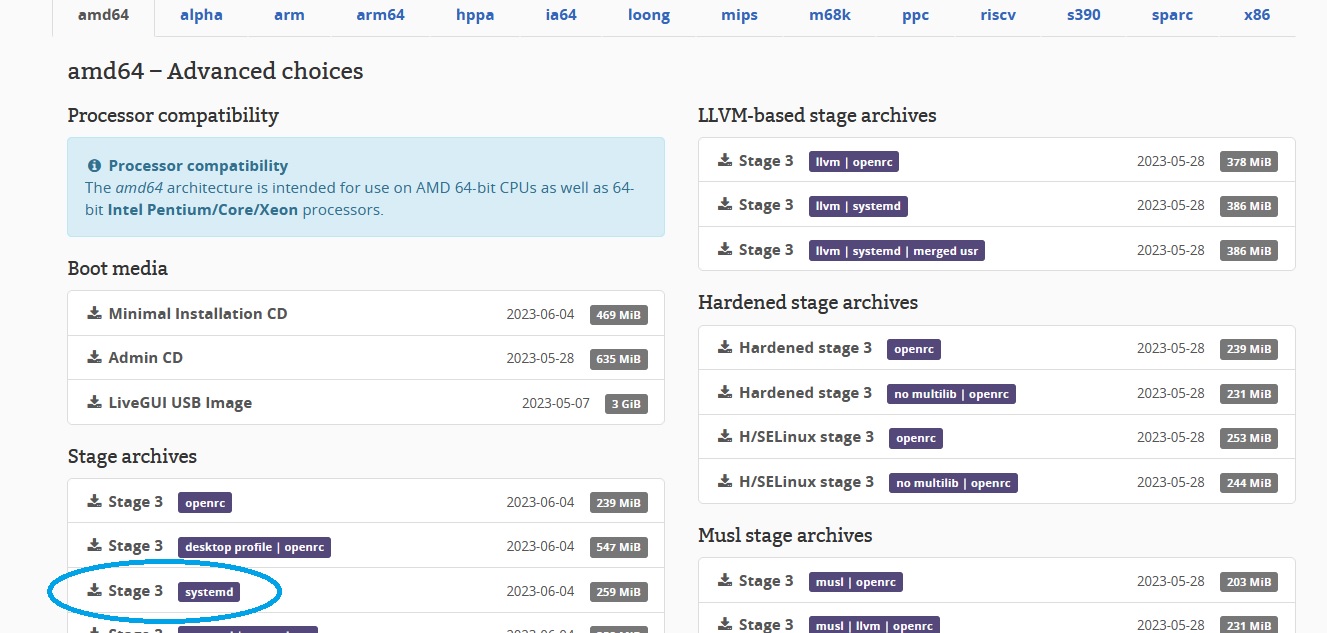 amd64 alpha arm arm64 hppa ia64 loong mips m68k ppc riscv s390 sparc x86
amd64 – Advanced choices
Processor compatibility
Processor compatibility
The amd64 architecture is intended for use on AMD 64-bit CPUs as well as 64-
bit Intel Pentium/Core/Xeon processors.
Boot media
Minimal Installation CD 2023-06-04 469 MiB
Admin CD 2023-05-28 635 MiB
LiveGUI USB Image 2023-05-07 3 GiB
Stage archives
Stage 3 openrc 2023-06-04 239 MiB
Stage 3 desktop profile | openrc 2023-06-04 547 MiB
Stage 3 systemd 2023-06-04 259 MiB
LLVM-based stage archives
Stage 3 llvm | openrc 2023-05-28 378 MiB
Stage 3 llvm | systemd 2023-05-28 386 MiB
Stage 3 llvm | systemd | merged usr 2023-05-28 386 MiB
Hardened stage archives
Hardened stage 3 openrc 2023-05-28 239 MiB
Hardened stage 3 no multilib | openrc 2023-05-28 231 MiB
H/SELinux stage 3 openrc 2023-05-28 253 MiB
H/SELinux stage 3 no multilib | openrc 2023-05-28 244 MiB
Musl stage archives
Stage 3 musl | openrc 2023-05-28 203 MiB
Stage 3 musl | llvm | openrc 2023-05-28 231 MiB